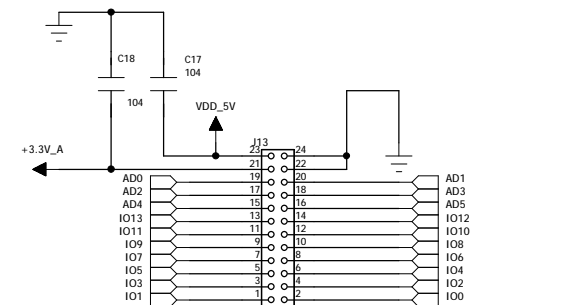 C18
C17
104
104
VDD_5V
+3.3V_A
J13
23 24
21 22
AD0 19 20 AD1
AD2 17 18 AD3
AD4 15 16 AD5
IO13 13 14 IO12
IO11 11 12 IO10
IO9 9 10 IO8
IO7 7 8 IO6
IO5 5 6 IO4
IO3 3 4 IO2
IO1 1 2 IO0